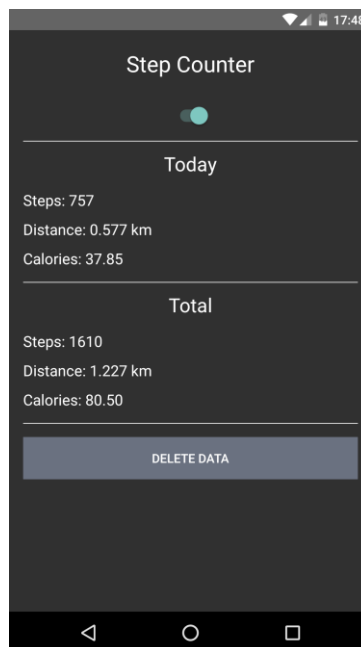 17:48
Step Counter
Today
Steps: 757
Distance: 0.577 km
Calories: 37.85
Total
Steps: 1610
Distance: 1.227 km
Calories: 80.50
DELETE DATA